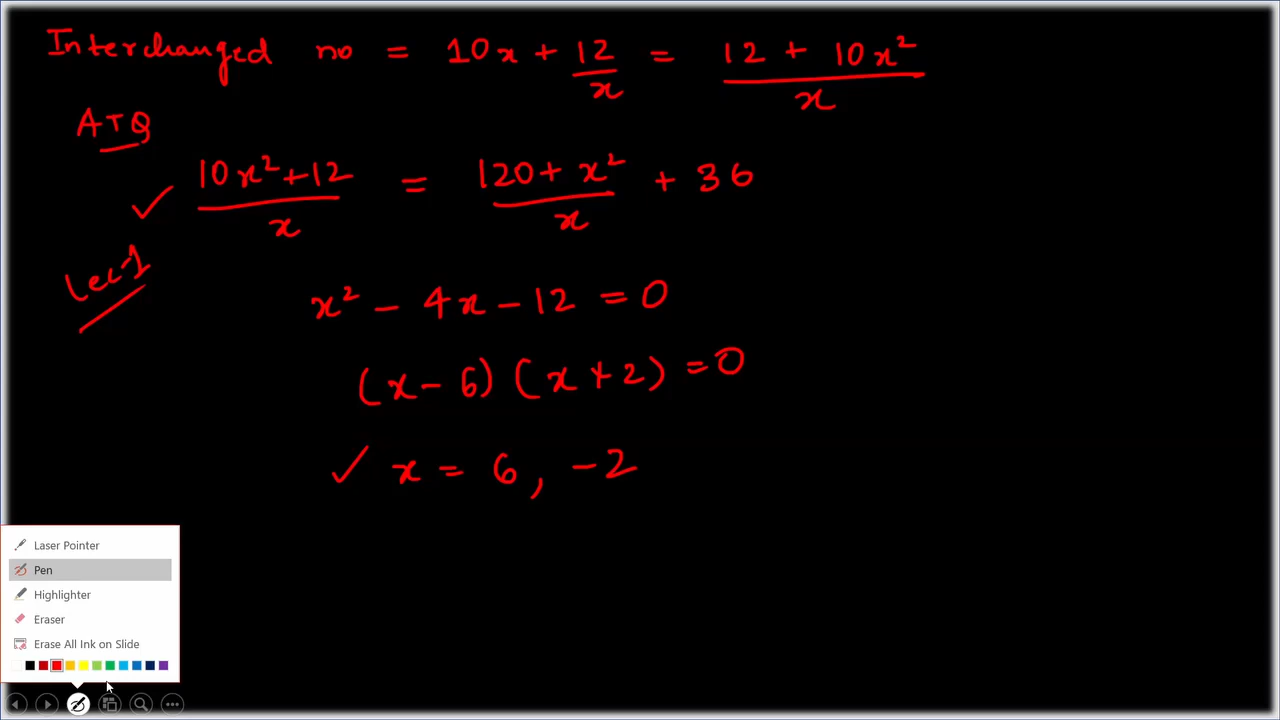 Interchanged no = 10x + 12/x = (12 + 10x²)/x
ATQ
✓ (10x² + 12)/x = (120 + x²)/x + 36
Lec-1
x² - 4x - 12 = 0
(x - 6) (x + 2) = 0
✓ x = 6, -2
Laser Pointer
Pen
Highlighter
Eraser
Erase All Ink on Slide